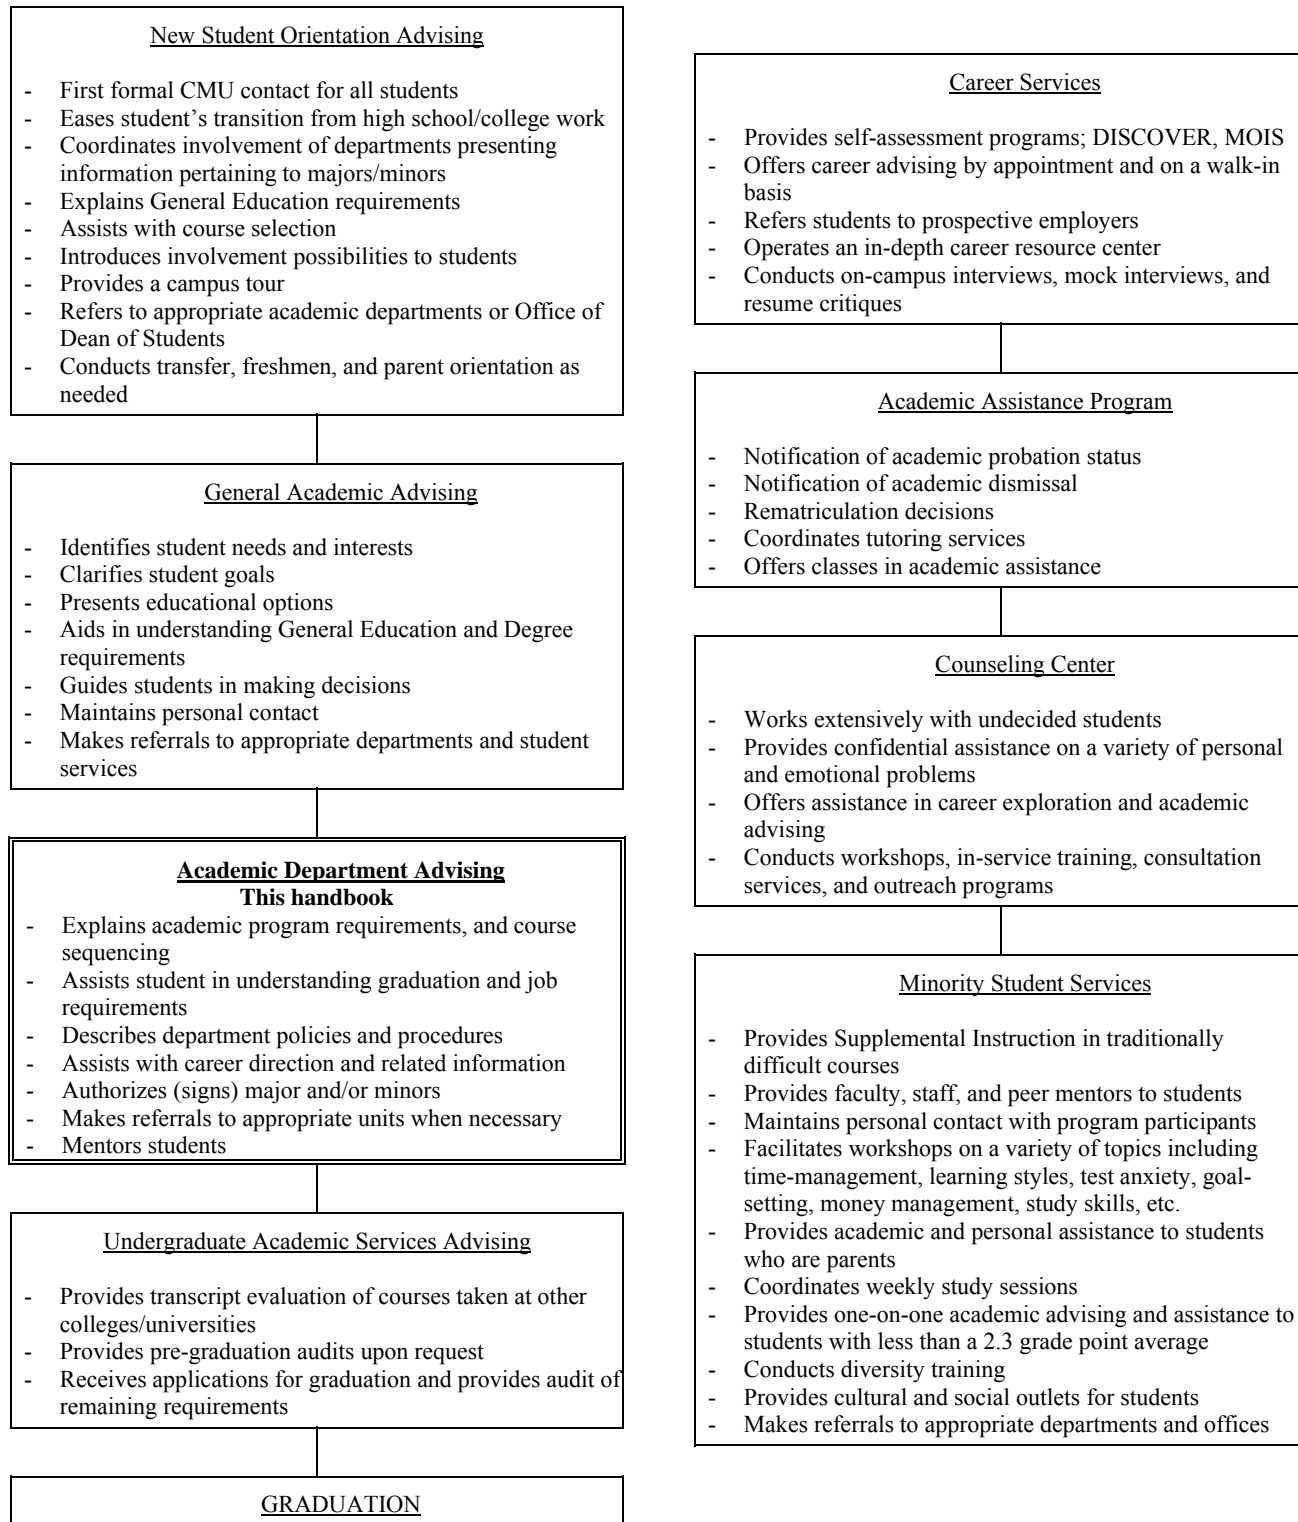 New Student Orientation Advising
- First formal CMU contact for all students
- Eases student’s transition from high school/college work
- Coordinates involvement of departments presenting
information pertaining to majors/minors
- Explains General Education requirements
- Assists with course selection
- Introduces involvement possibilities to students
- Provides a campus tour
- Refers to appropriate academic departments or Office of
Dean of Students
- Conducts transfer, freshmen, and parent orientation as
needed
General Academic Advising
- Identifies student needs and interests
- Clarifies student goals
- Presents educational options
- Aids in understanding General Education and Degree
requirements
- Guides students in making decisions
- Maintains personal contact
- Makes referrals to appropriate departments and student
services
Academic Department Advising
This handbook
- Explains academic program requirements, and course
sequencing
- Assists student in understanding graduation and job
requirements
- Describes department policies and procedures
- Assists with career direction and related information
- Authorizes (signs) major and/or minors
- Makes referrals to appropriate units when necessary
- Mentors students
Undergraduate Academic Services Advising
- Provides transcript evaluation of courses taken at other
colleges/universities
- Provides pre-graduation audits upon request
- Receives applications for graduation and provides audit of
remaining requirements
GRADUATION
Career Services
- Provides self-assessment programs; DISCOVER, MOIS
- Offers career advising by appointment and on a walk-in
basis
- Refers students to prospective employers
- Operates an in-depth career resource center
- Conducts on-campus interviews, mock interviews, and
resume critiques
Academic Assistance Program
- Notification of academic probation status
- Notification of academic dismissal
- Rematriculation decisions
- Coordinates tutoring services
- Offers classes in academic assistance
Counseling Center
- Works extensively with undecided students
- Provides confidential assistance on a variety of personal
and emotional problems
- Offers assistance in career exploration and academic
advising
- Conducts workshops, in-service training, consultation
services, and outreach programs
Minority Student Services
- Provides Supplemental Instruction in traditionally
difficult courses
- Provides faculty, staff, and peer mentors to students
- Maintains personal contact with program participants
- Facilitates workshops on a variety of topics including
time-management, learning styles, test anxiety, goal-
setting, money management, study skills, etc.
- Provides academic and personal assistance to students
who are parents
- Coordinates weekly study sessions
- Provides one-on-one academic advising and assistance to
students with less than a 2.3 grade point average
- Conducts diversity training
- Provides cultural and social outlets for students
- Makes referrals to appropriate departments and offices